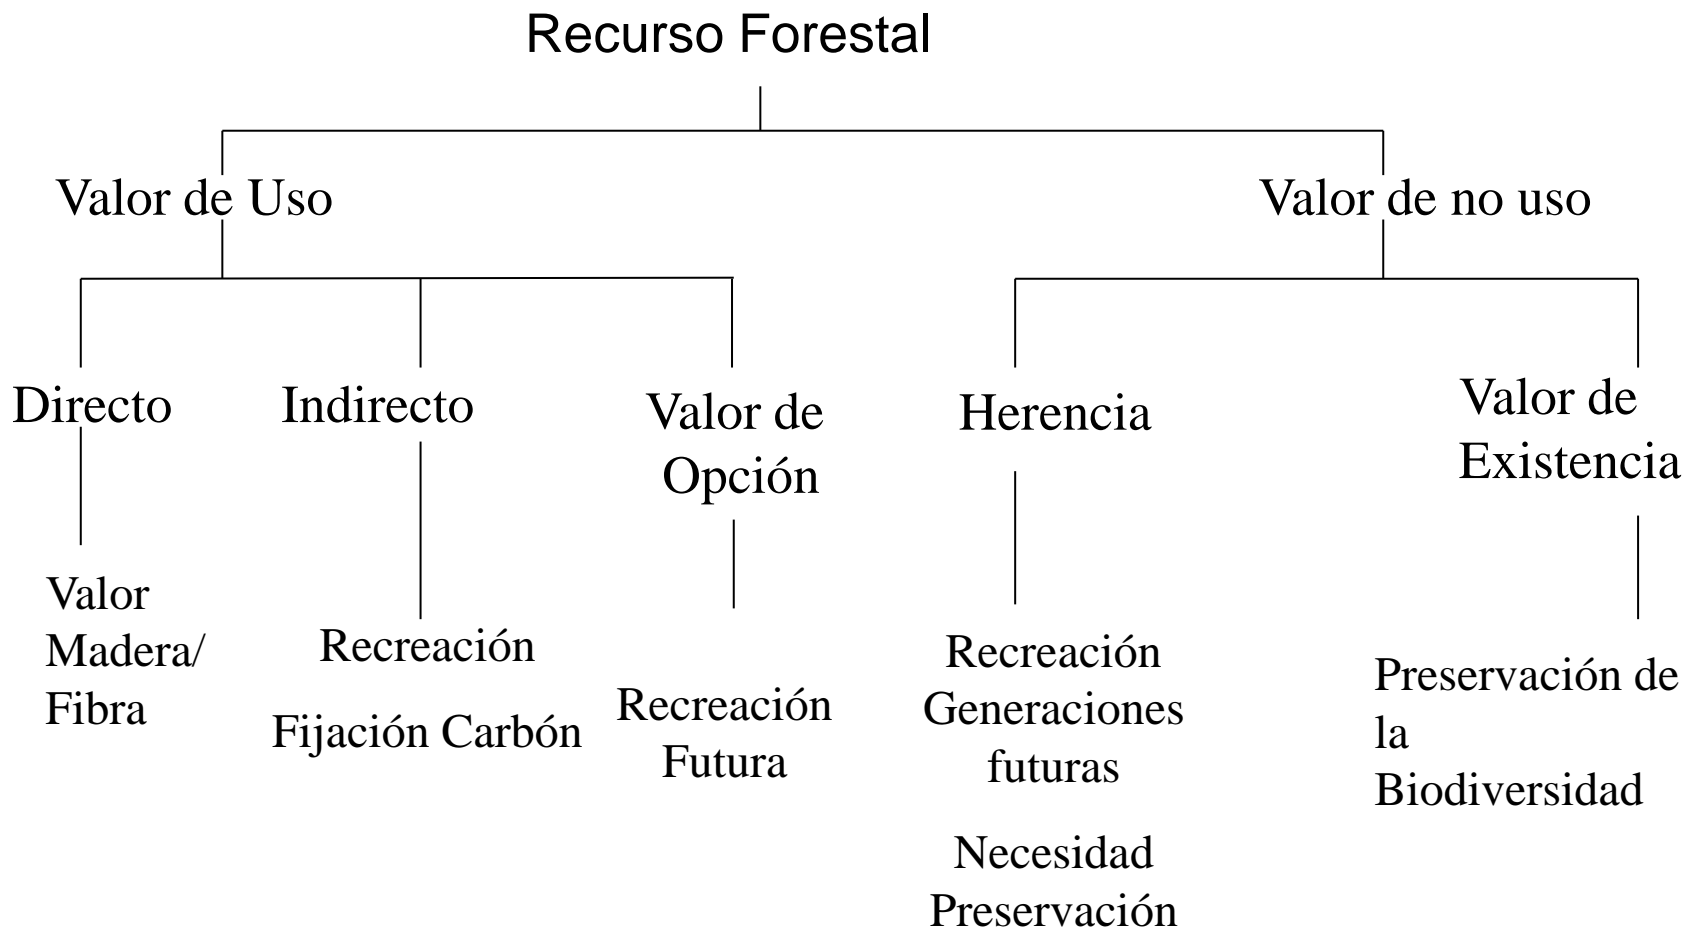 Recurso Forestal
Valor de Uso
Valor de no uso
Directo
Indirecto
Valor de
Opción
Herencia
Valor de
Existencia
Valor
Madera/
Fibra
Recreación
Fijación Carbón
Recreación
Futura
Recreación
Generaciones
futuras
Necesidad
Preservación
Preservación de
la
Biodiversidad